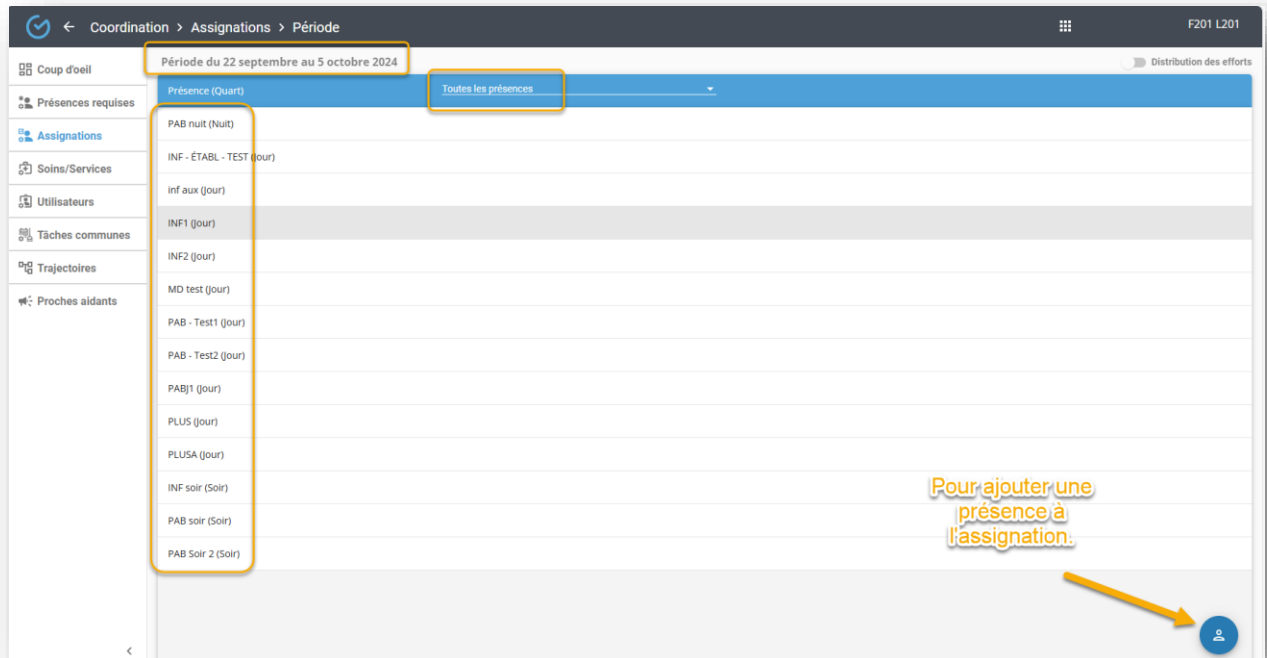 Coordination > Assignations > Période
F201 L201
Coup d'oeil
Présences requises
Assignations
Soins/Services
Utilisateurs
Tâches communes
Trajectoires
Proches aidants
Période du 22 septembre au 5 octobre 2024
Distribution des efforts
Présence (Quart)
Toutes les présences
PAB nuit (Nuit)
INF - ÉTABL - TEST (Jour)
inf aux (Jour)
INF1 (Jour)
INF2 (Jour)
MD test (Jour)
PAB - Test1 (Jour)
PAB - Test2 (Jour)
PABJ1 (Jour)
PLUS (Jour)
PLUSA (Jour)
INF soir (Soir)
PAB soir (Soir)
PAB Soir 2 (Soir)
Pour ajouter une
présence à
l'assignation.